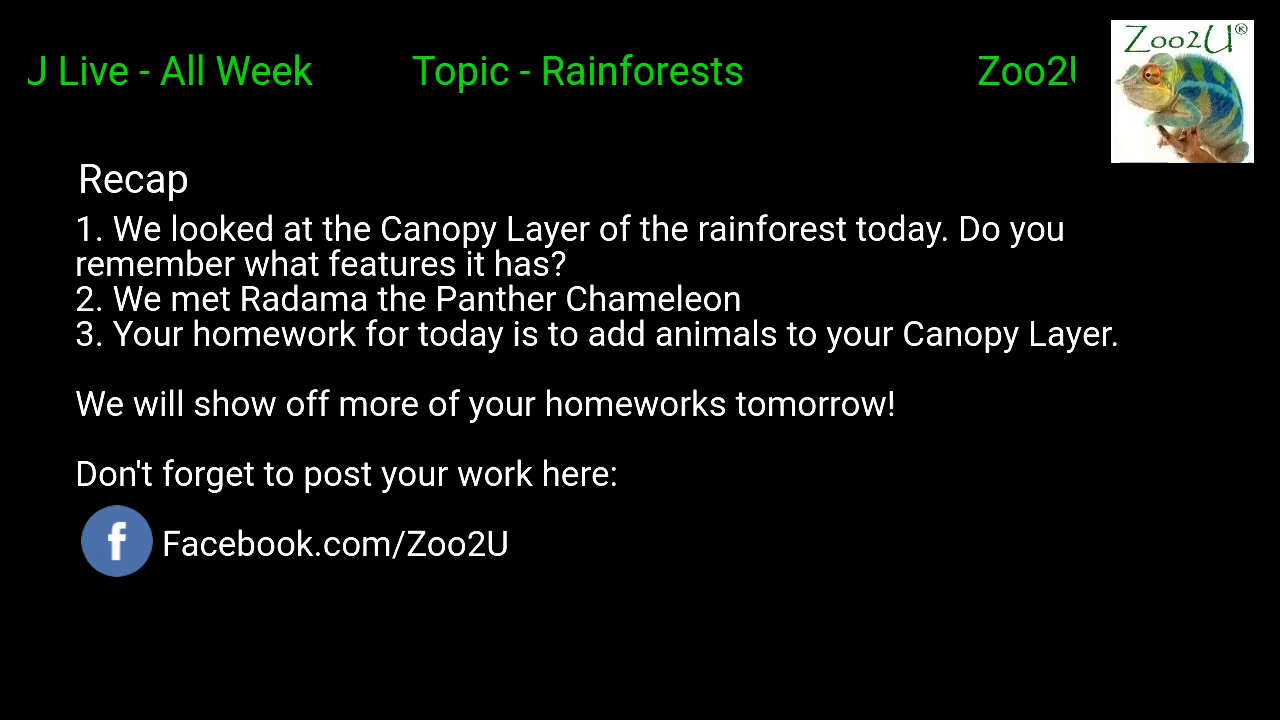 J Live - All Week Topic - Rainforests Zoo2U
Zoo2U®
Recap
1. We looked at the Canopy Layer of the rainforest today. Do you
remember what features it has?
2. We met Radama the Panther Chameleon
3. Your homework for today is to add animals to your Canopy Layer.
We will show off more of your homeworks tomorrow!
Don't forget to post your work here:
f Facebook.com/Zoo2U